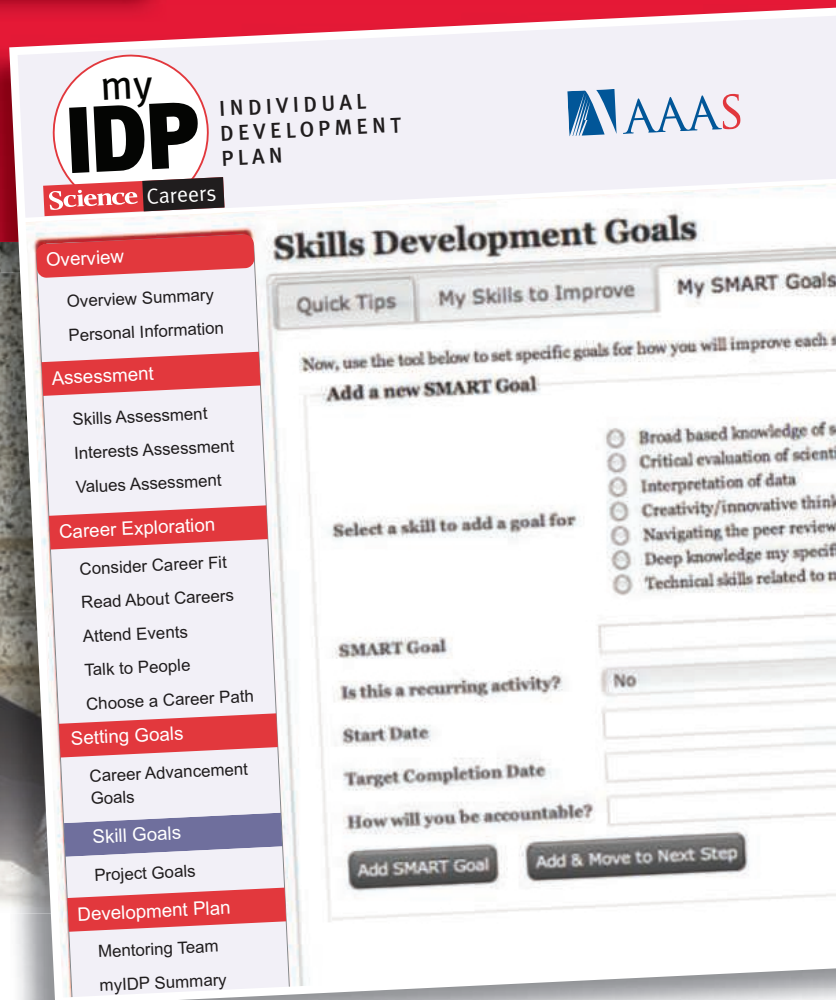 my
IDP
INDIVIDUAL
DEVELOPMENT
PLAN
Science Careers
AAAS
Overview
Overview Summary
Personal Information
Assessment
Skills Assessment
Interests Assessment
Values Assessment
Career Exploration
Consider Career Fit
Read About Careers
Attend Events
Talk to People
Choose a Career Path
Setting Goals
Career Advancement
Goals
Skill Goals
Project Goals
Development Plan
Mentoring Team
myIDP Summary
Skills Development Goals
Quick Tips
My Skills to Improve
My SMART Goals
Now, use the tool below to set specific goals for how you will improve each
Add a new SMART Goal
Select a skill to add a goal for
Broad based knowledge of
Critical evaluation of
Interpretation of data
Creativity/innovative
Navigating the peer
Deep knowledge my
Technical skills related to
SMART Goal
Is this a recurring activity?
No
Start Date
Target Completion Date
How will you be accountable?
Add SMART Goal
Add & Move to Next Step